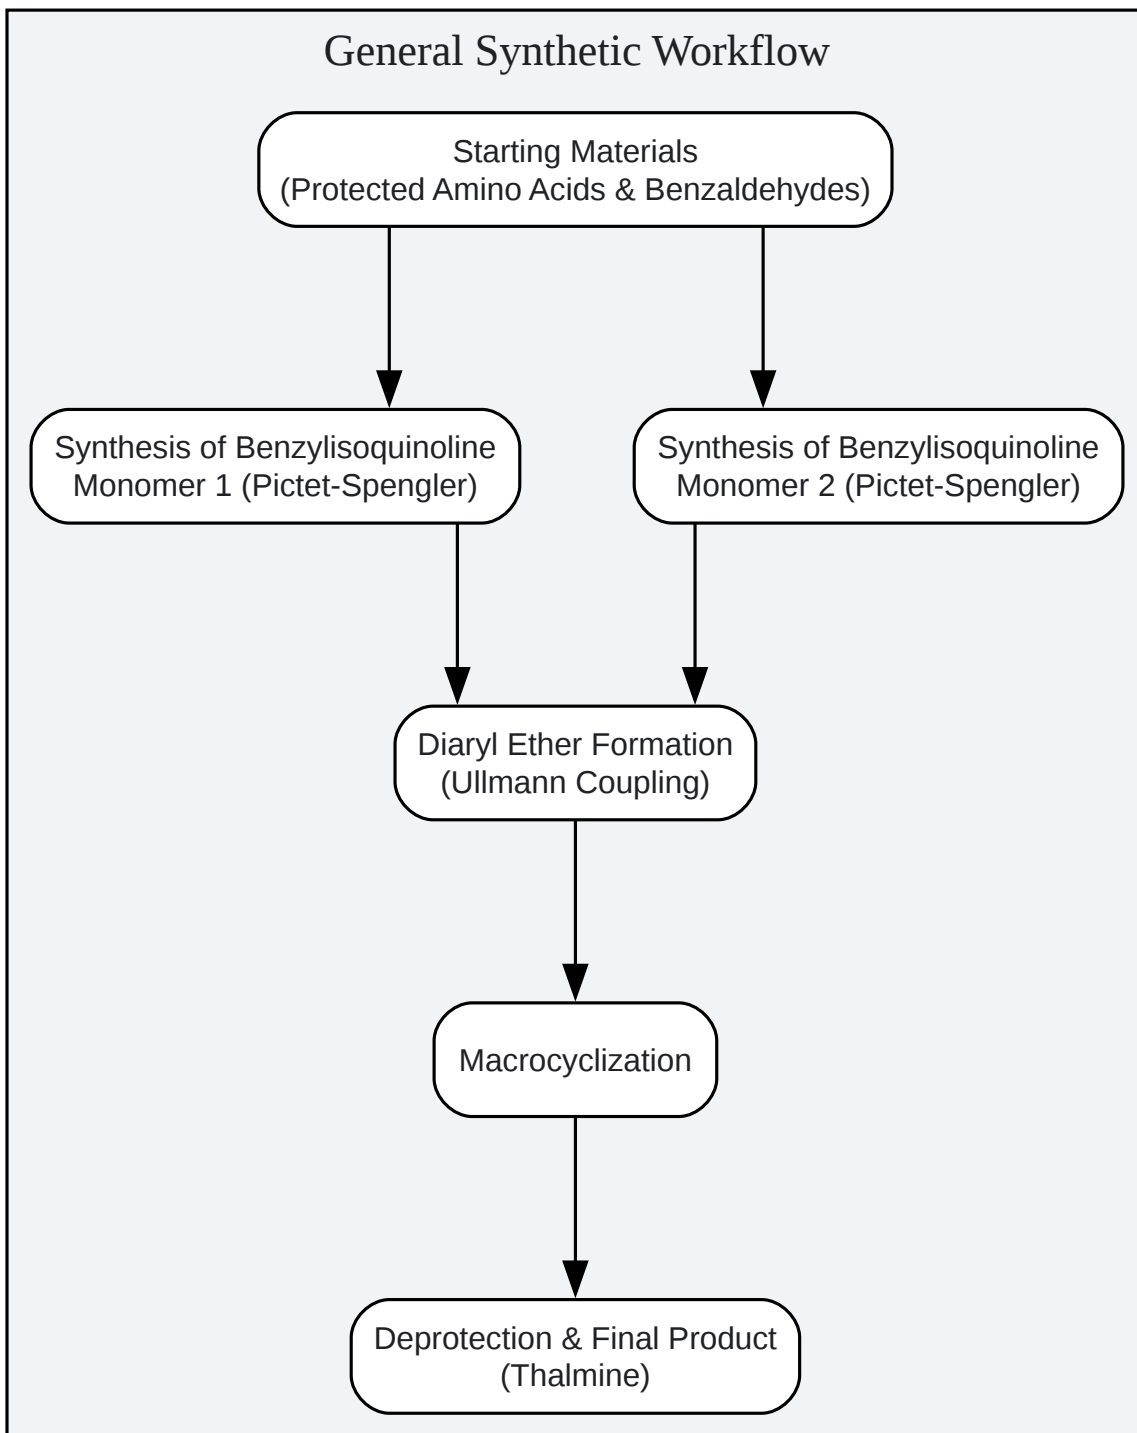 General Synthetic Workflow
Starting Materials
(Protected Amino Acids & Benzaldehydes)
Synthesis of Benzylisoquinoline
Monomer 1 (Pictet-Spengler)
Synthesis of Benzylisoquinoline
Monomer 2 (Pictet-Spengler)
Diaryl Ether Formation
(Ullmann Coupling)
Macrocyclization
Deprotection & Final Product
(Thalmine)